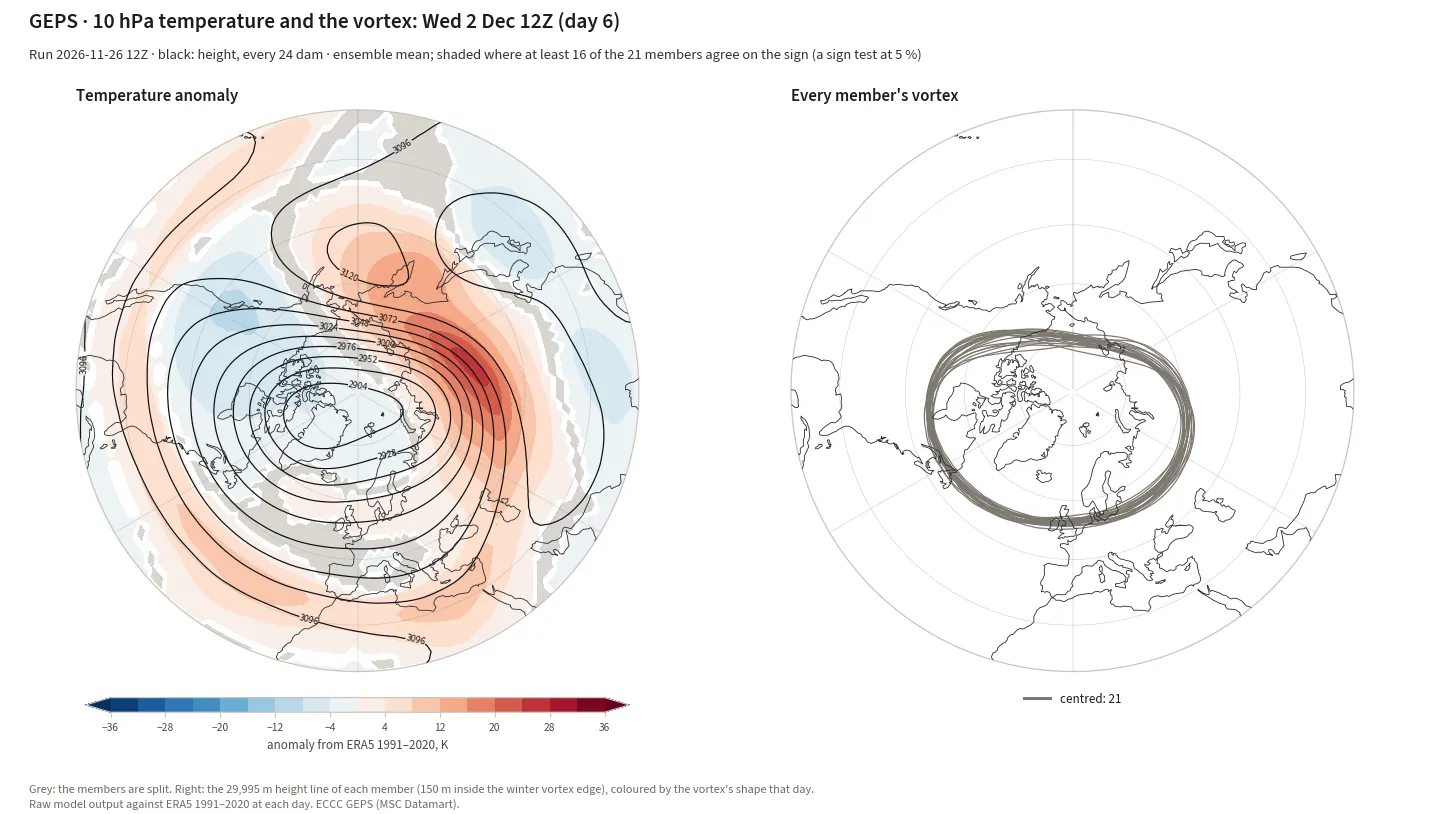 GEPS · 10 hPa temperature and the vortex: Wed 2 Dec 12Z (day 6)
Run 2026-11-26 12Z · black: height, every 24 dam · ensemble mean; shaded where at least 16 of the 21 members agree on the sign (a sign test at 5 %)
Temperature anomaly
Every member's vortex
3096
3120
3072
3024
3048
3000
2976
2952
3096
2904
2928
3096
3096
centred: 21
−36 −28 −20 −12 −4 4 12 20 28 36
anomaly from ERA5 1991–2020, K
Grey: the members are split. Right: the 29,995 m height line of each member (150 m inside the winter vortex edge), coloured by the vortex's shape that day.
Raw model output against ERA5 1991–2020 at each day. ECCC GEPS (MSC Datamart).